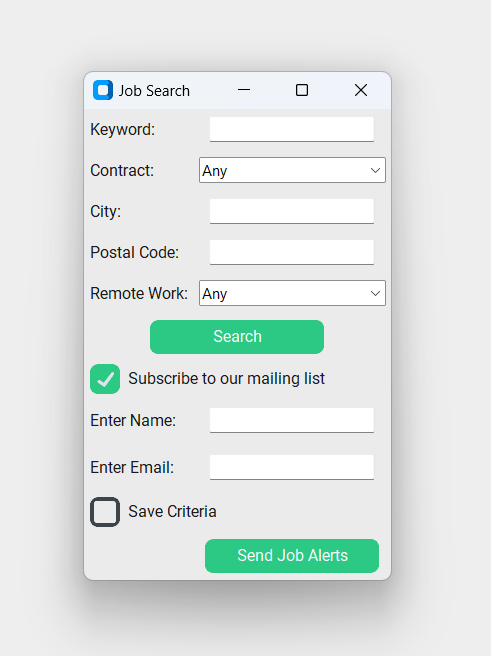 Job Search
Keyword:
Contract: Any
City:
Postal Code:
Remote Work: Any
Search
Subscribe to our mailing list
Enter Name:
Enter Email:
Save Criteria
Send Job Alerts